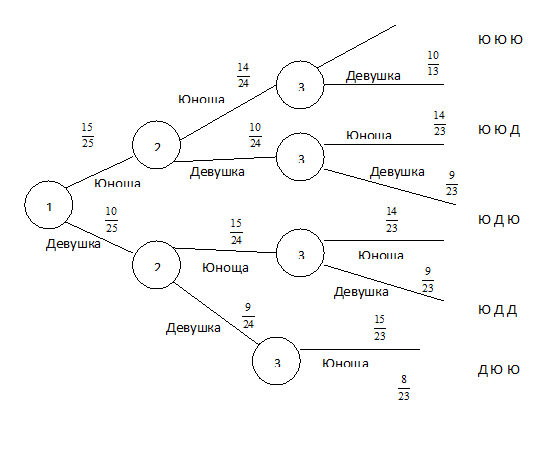 Ю Ю Ю
10/13
Девушка
14/24
3
Юноша
15/25
10/24
Юноша
14/23
Ю Ю Д
2
3
Девушка
Девушка
9/23
Юноша
1
10/25
Ю Д Ю
Девушка
15/24
14/23
2
Юноща
3
Юноша
Девушка
9/23
9/24
Ю Д Д
Девушка
15/23
3
Юноша
Д Ю Ю
8/23